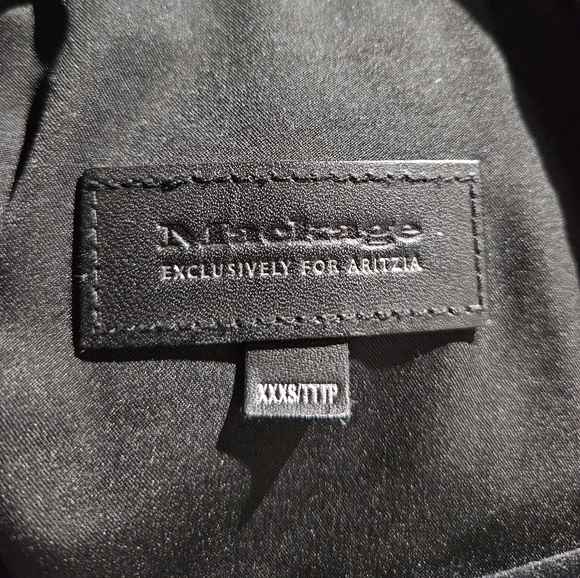 Mackage
EXCLUSIVELY FOR ARITZIA
XXXS/TTTP